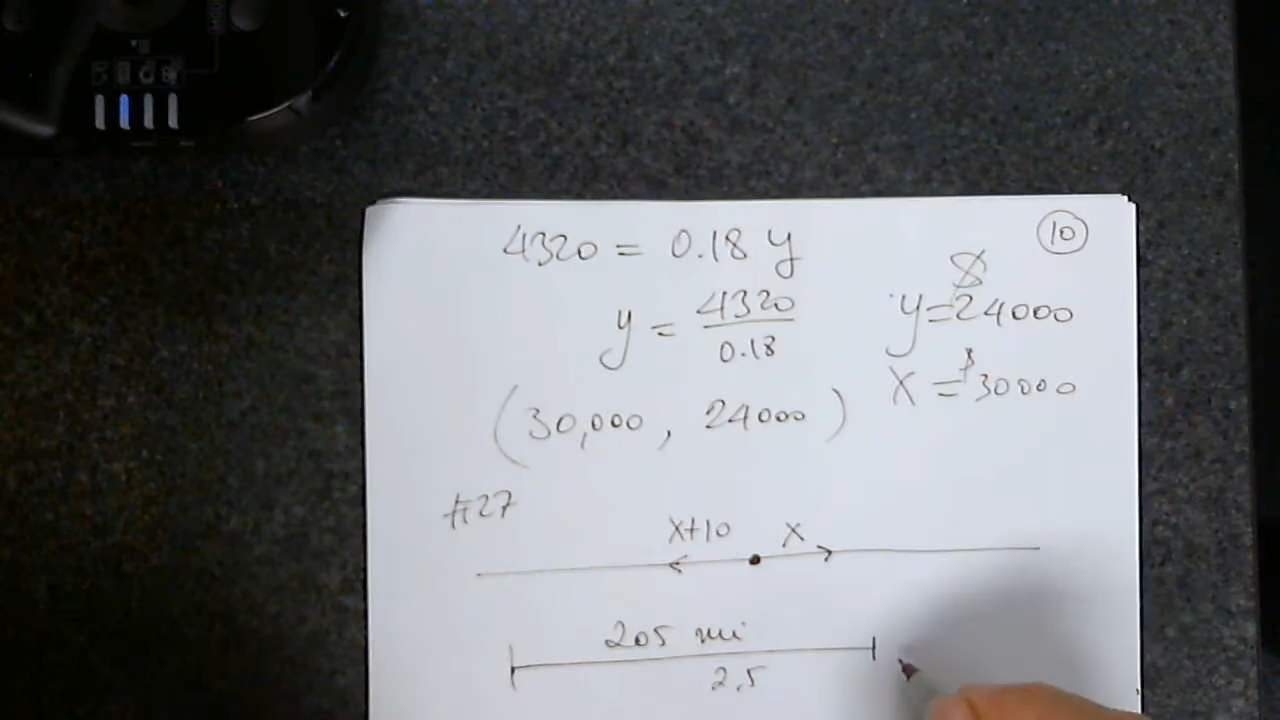 10
4320 = 0.18 y
$
y = 4320/0.18
y = 24000
x = $30000
(30,000, 24000)
#27
x+10 x
205 mi
2.5